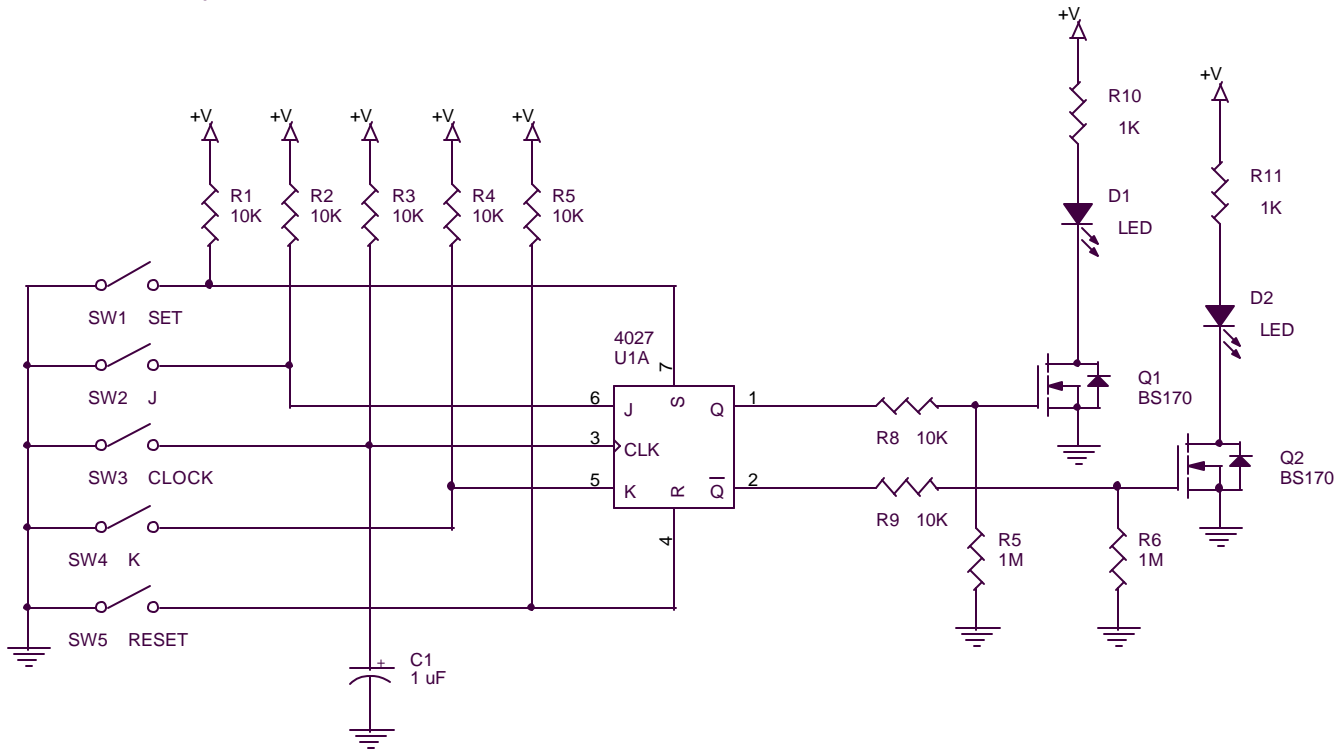 +V
+V
+V
+V
+V
+V
+V
R10
1K
R11
1K
R1
10K
R2
10K
R3
10K
R4
10K
R5
10K
D1
LED
D2
LED
SW1 SET
SW2 J
SW3 CLOCK
SW4 K
SW5 RESET
4027
U1A
7
6
3
5
4
1
2
J
S
Q
CLK
K
R
Q̅
R8 10K
R9 10K
Q1
BS170
Q2
BS170
R5
1M
R6
1M
+
C1
1 uF